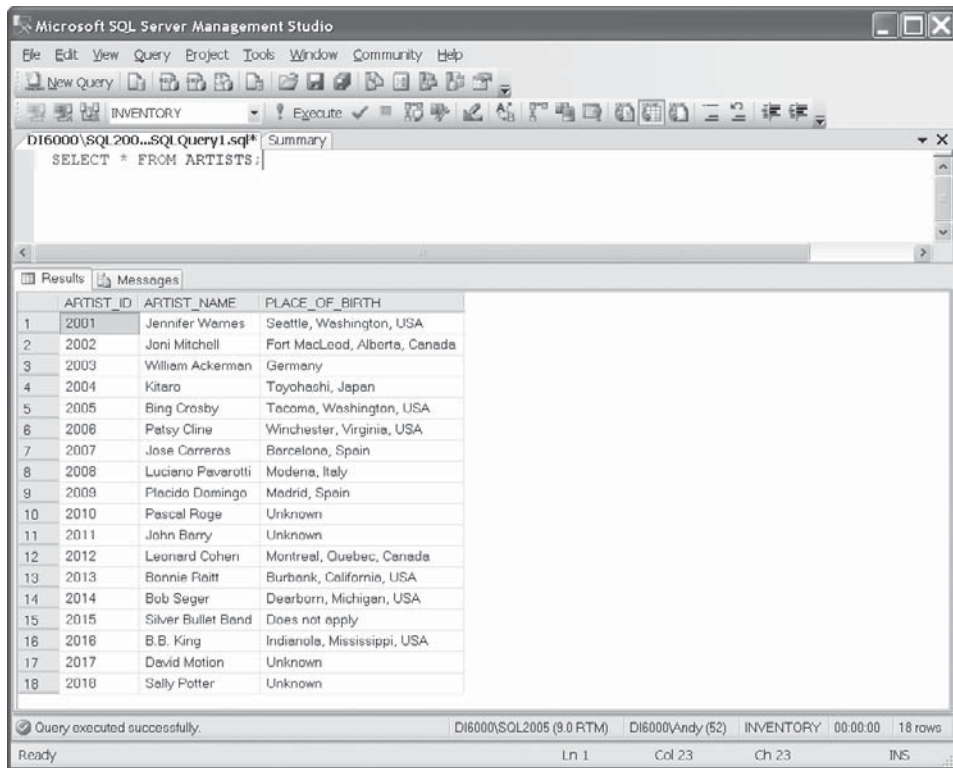 Microsoft SQL Server Management Studio
File Edit View Query Project Tools Window Community Help
New Query
INVENTORY Execute
DI6000\SQL200...SQLQuery1.sql* Summary
SELECT * FROM ARTISTS;
Results Messages
ARTIST_ID ARTIST_NAME PLACE_OF_BIRTH
1 2001 Jennifer Warnes Seattle, Washington, USA
2 2002 Joni Mitchell Fort MacLeod, Alberta, Canada
3 2003 William Ackerman Germany
4 2004 Kitaro Toyohashi, Japan
5 2005 Bing Crosby Tacoma, Washington, USA
6 2006 Patsy Cline Winchester, Virginia, USA
7 2007 Jose Carreras Barcelona, Spain
8 2008 Luciano Pavarotti Modena, Italy
9 2009 Placido Domingo Madrid, Spain
10 2010 Pascal Roge Unknown
11 2011 John Barry Unknown
12 2012 Leonard Cohen Montreal, Quebec, Canada
13 2013 Bonnie Raitt Burbank, California, USA
14 2014 Bob Seger Dearborn, Michigan, USA
15 2015 Silver Bullet Band Does not apply
16 2016 B.B. King Indianola, Mississippi, USA
17 2017 David Motion Unknown
18 2018 Sally Potter Unknown
Query executed successfully. DI6000\SQL2005 (9.0 RTM) DI6000\Andy (52) INVENTORY 00:00:00 18 rows
Ready Ln 1 Col 23 Ch 23 INS